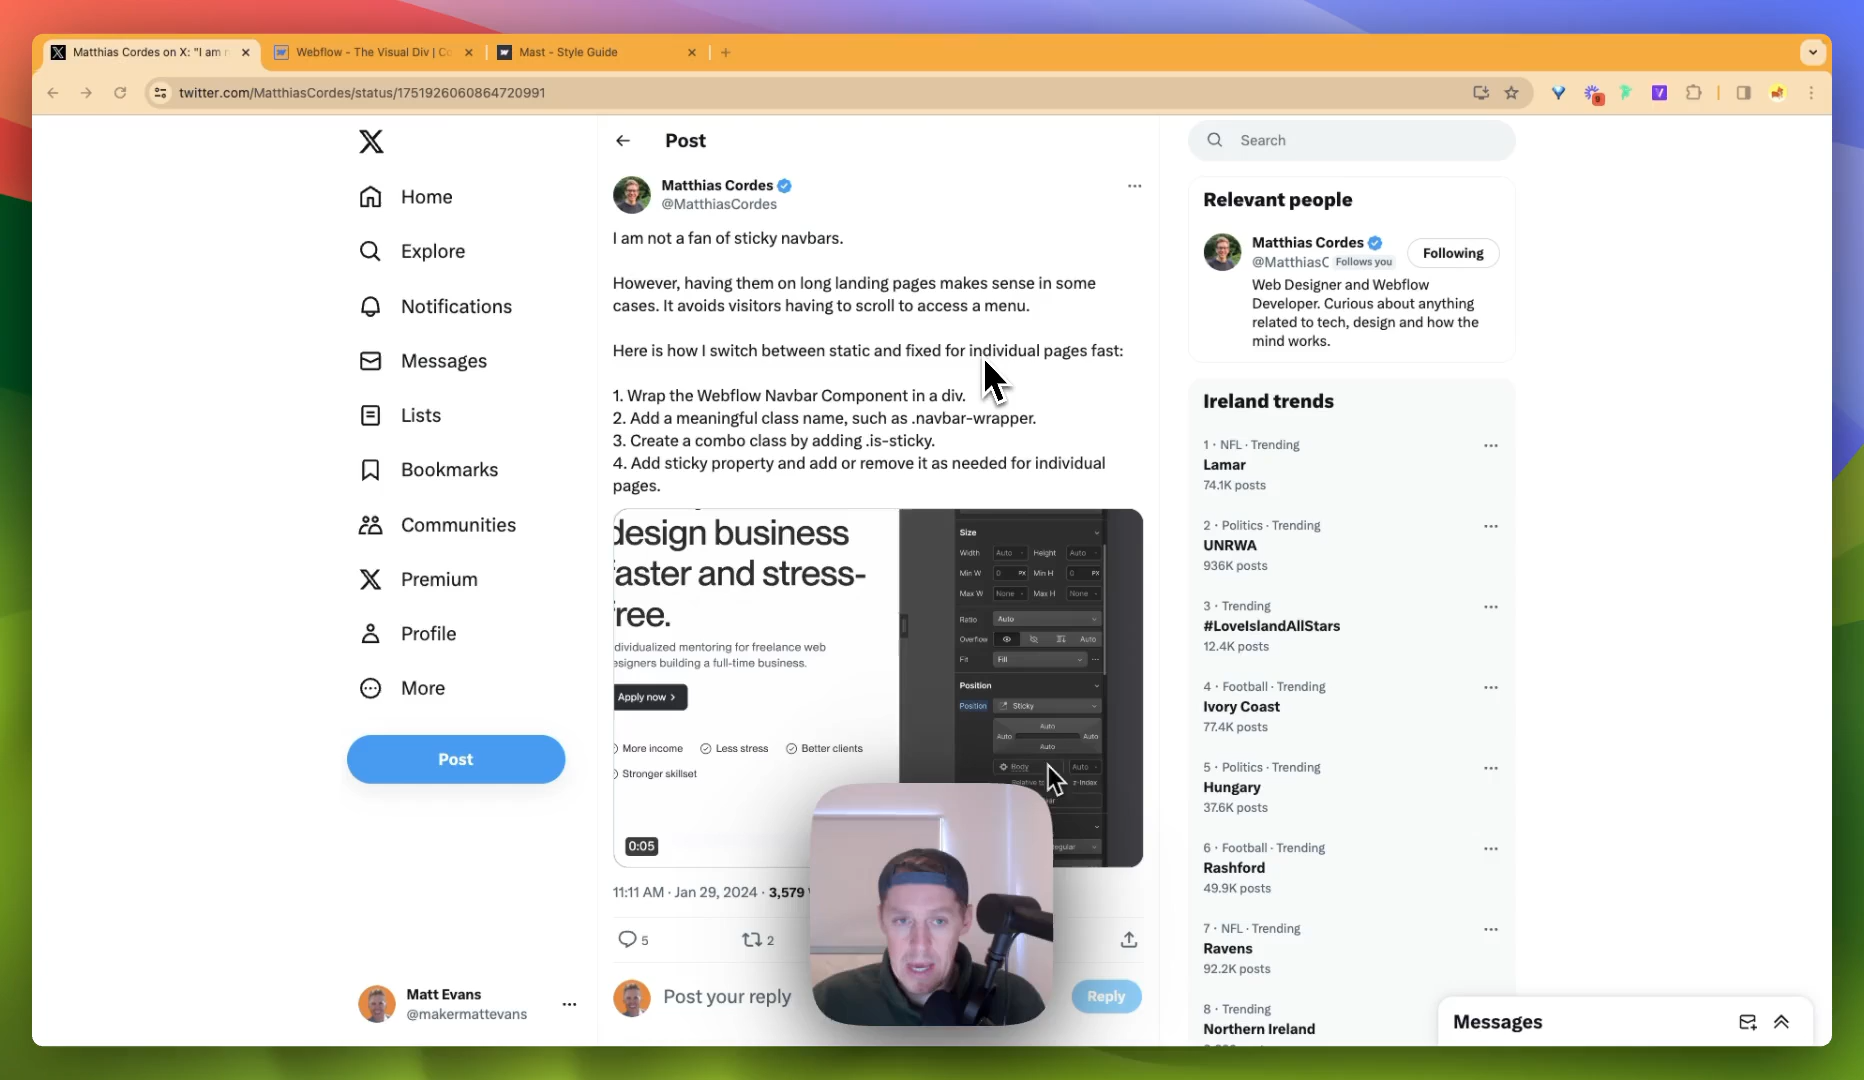 Matthias Cordes on X: "I am
Webflow - The Visual Div | C
Mast - Style Guide
twitter.com/MatthiasCordes/status/1751926060864720991
9
Home
Explore
Notifications
Messages
Lists
Bookmarks
Communities
Premium
Profile
More
Post
Matt Evans
@makermattevans
Post
Matthias Cordes
@MatthiasCordes
I am not a fan of sticky navbars.
However, having them on long landing pages makes sense in some
cases. It avoids visitors having to scroll to access a menu.
Here is how I switch between static and fixed for individual pages fast:
1. Wrap the Webflow Navbar Component in a div.
2. Add a meaningful class name, such as .navbar-wrapper.
3. Create a combo class by adding .is-sticky.
4. Add sticky property and add or remove it as needed for individual
pages.
design business
faster and stress-
free.
dividualized mentoring for freelance web
esigners building a full-time business.
Apply now >
More income Less stress Better clients
Stronger skillset
0:05
Size
Width Auto Height Auto
Min W 0 PX Min H 0 PX
Max W None Max H None
Ratio Auto
Overflow Auto
Fit Fill
Position
Position Sticky
Auto
Auto Auto
Auto
Body Auto
Relative to z-Index
11:11 AM · Jan 29, 2024 · 3,579
5 2
Post your reply
Reply
Search
Relevant people
Matthias Cordes
@MatthiasC Follows you
Following
Web Designer and Webflow
Developer. Curious about anything
related to tech, design and how the
mind works.
Ireland trends
1 · NFL · Trending
Lamar
74.1K posts
2 · Politics · Trending
UNRWA
936K posts
3 · Trending
#LoveIslandAllStars
12.4K posts
4 · Football · Trending
Ivory Coast
77.4K posts
5 · Politics · Trending
Hungary
37.6K posts
6 · Football · Trending
Rashford
49.9K posts
7 · NFL · Trending
Ravens
92.2K posts
8 · Trending
Northern Ireland
Messages